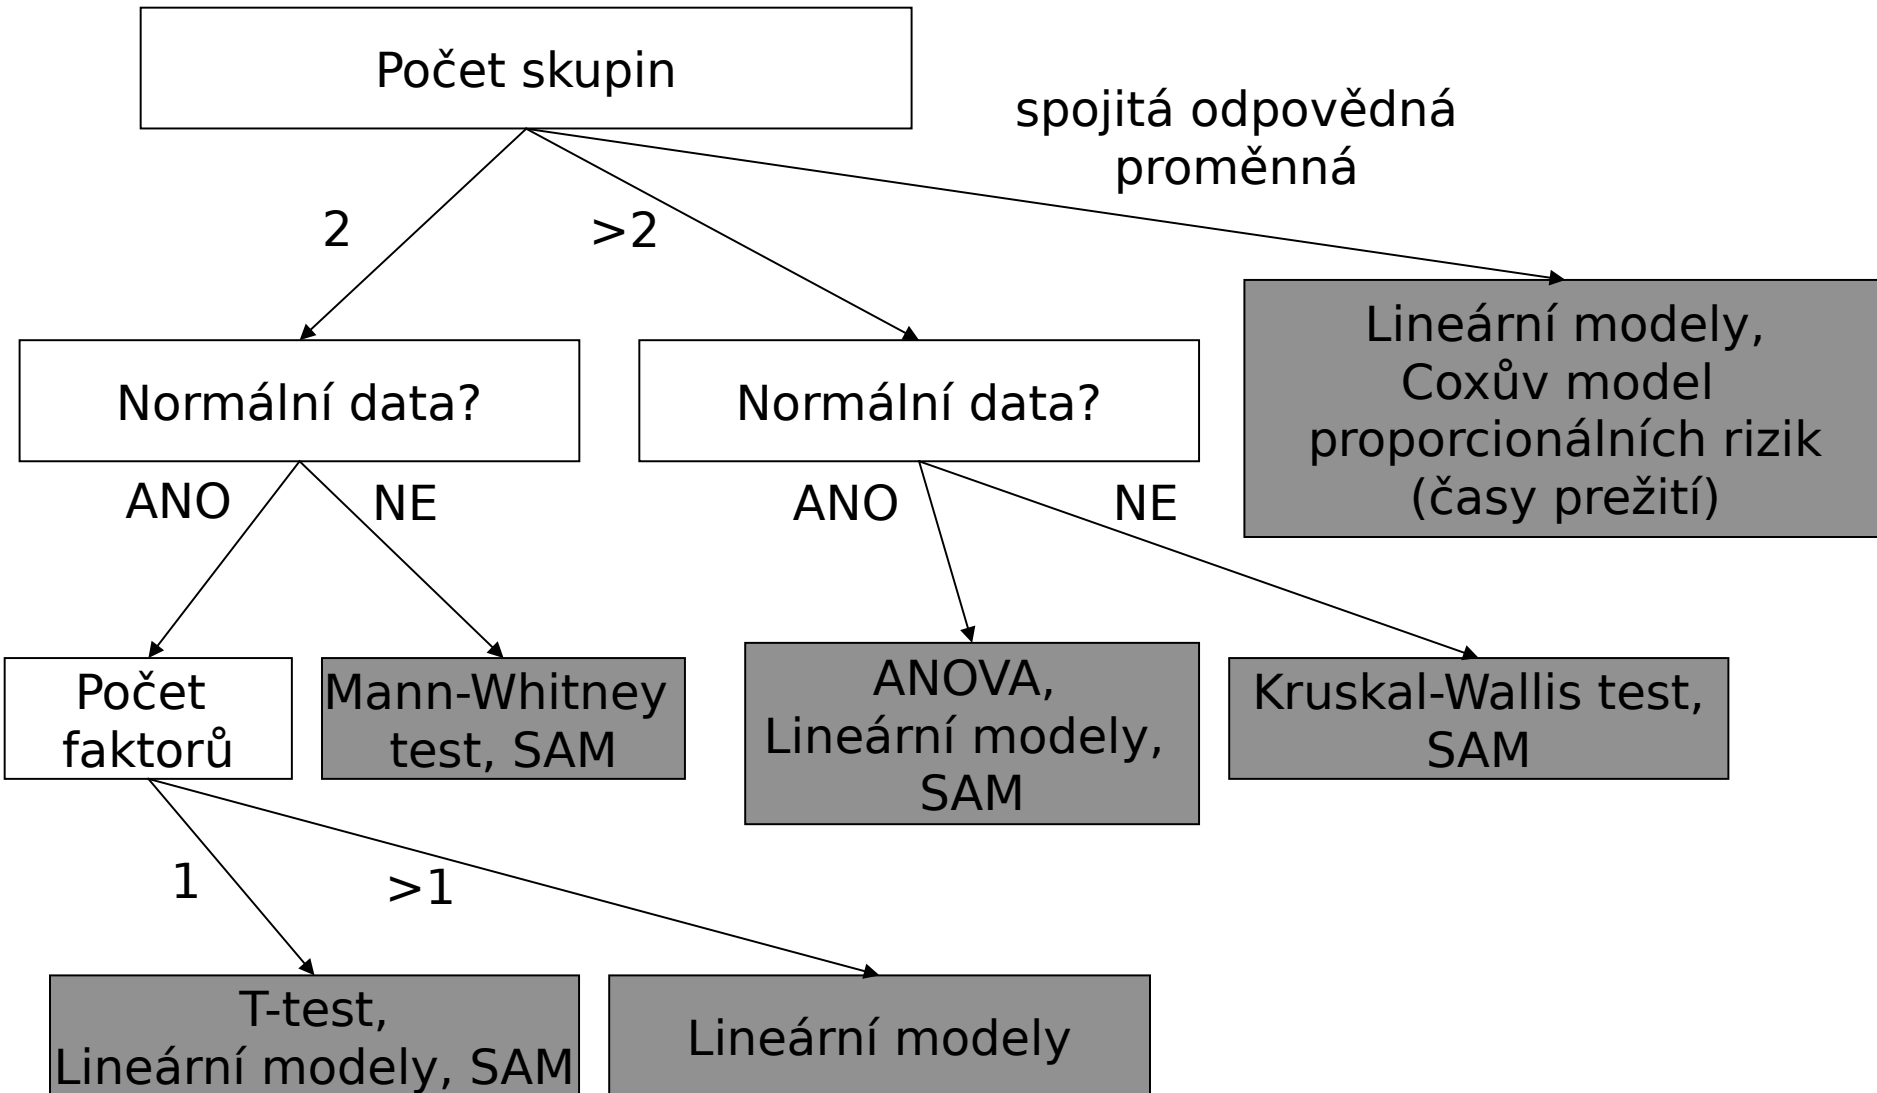 Počet skupin
spojitá odpovědná
proměnná
2
>2
Normální data?
Normální data?
Lineární modely,
Coxův model
proporcionálních rizik
(časy prežití)
ANO
NE
ANO
NE
Počet
faktorů
Mann-Whitney
test, SAM
ANOVA,
Lineární modely,
SAM
Kruskal-Wallis test,
SAM
1
>1
T-test,
Lineární modely, SAM
Lineární modely